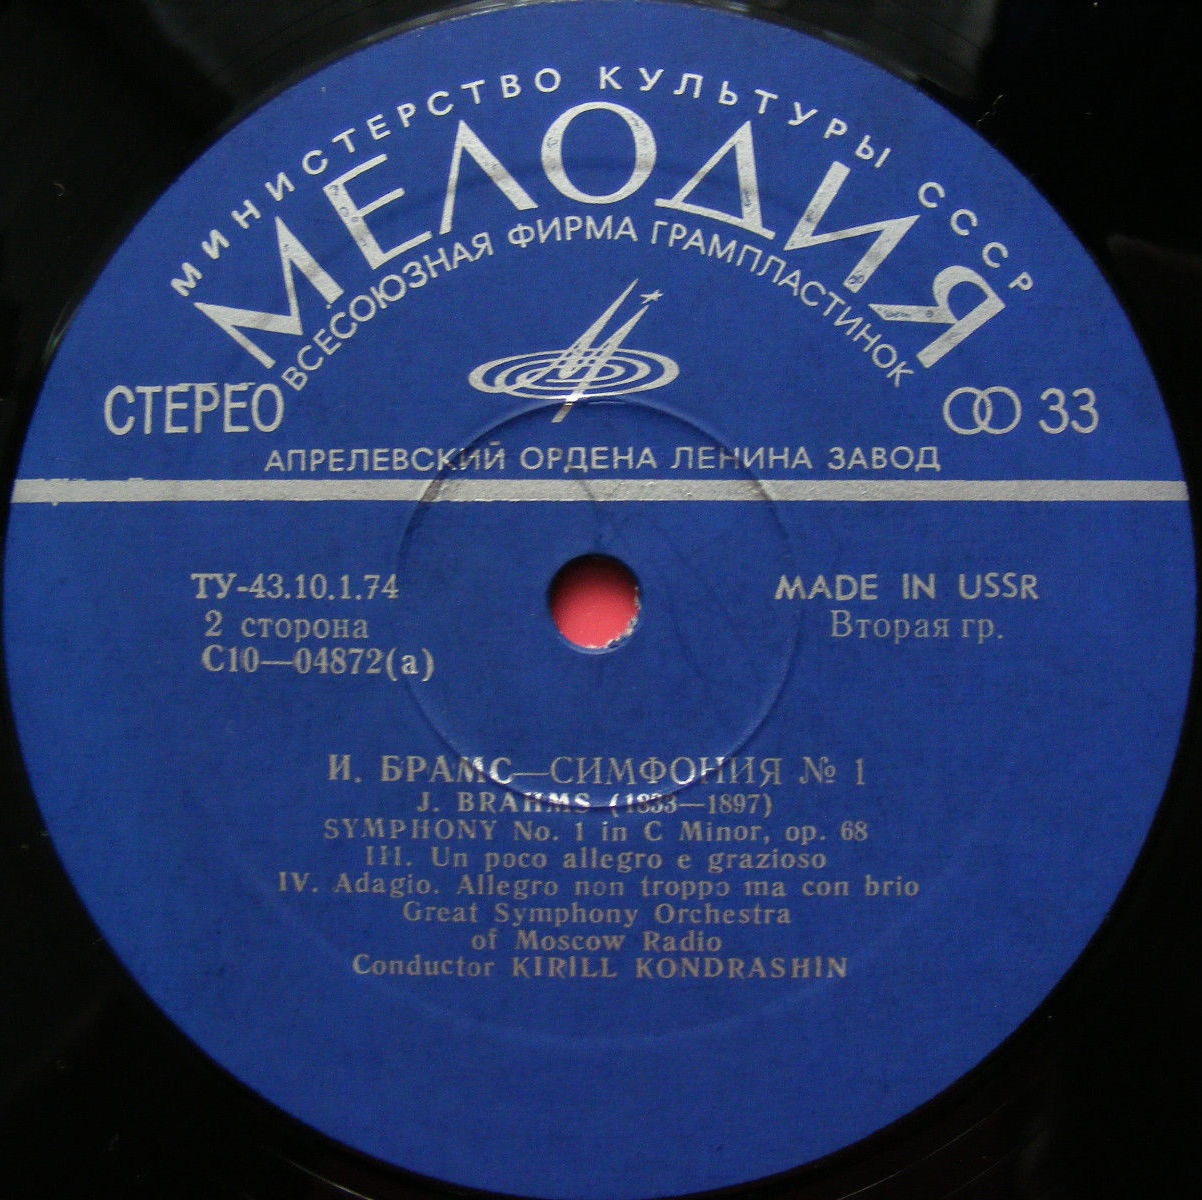 МИНИСТЕРСТВО КУЛЬТУРЫ СССР
МЕЛОДИЯ
ВСЕСОЮЗНАЯ ФИРМА ГРАМПЛАСТИНОК
СТЕРЕО
33
АПРЕЛЕВСКИЙ ОРДЕНА ЛЕНИНА ЗАВОД
ТУ-43.10.1.74
2 сторона
С10—04872(а)
MADE IN USSR
Вторая гр.
И. БРАМС—СИМФОНИЯ № 1
J. BRAHMS (1833—1897)
SYMPHONY No. 1 in C Minor, op. 68
III. Un poco allegro e grazioso
IV. Adagio. Allegro non troppo ma con brio
Great Symphony Orchestra
of Moscow Radio
Conductor KIRILL KONDRASHIN